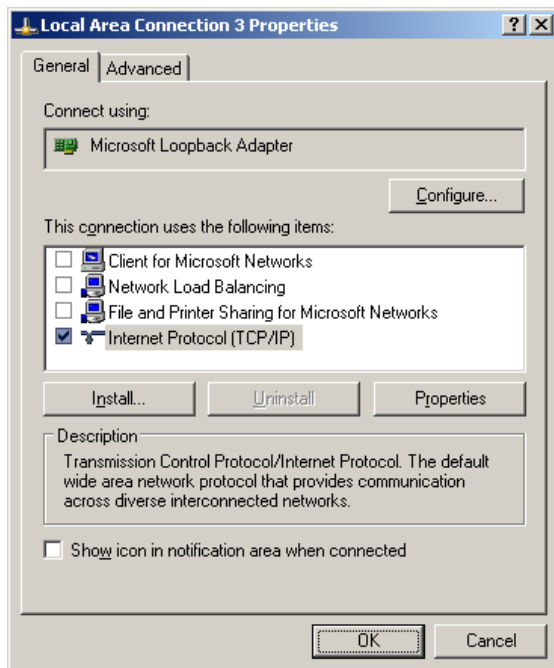 Local Area Connection 3 Properties
General
Advanced
Connect using:
Microsoft Loopback Adapter
Configure...
This connection uses the following items:
Client for Microsoft Networks
Network Load Balancing
File and Printer Sharing for Microsoft Networks
Internet Protocol (TCP/IP)
Install...
Uninstall
Properties
Description
Transmission Control Protocol/Internet Protocol. The default
wide area network protocol that provides communication
across diverse interconnected networks.
Show icon in notification area when connected
OK
Cancel